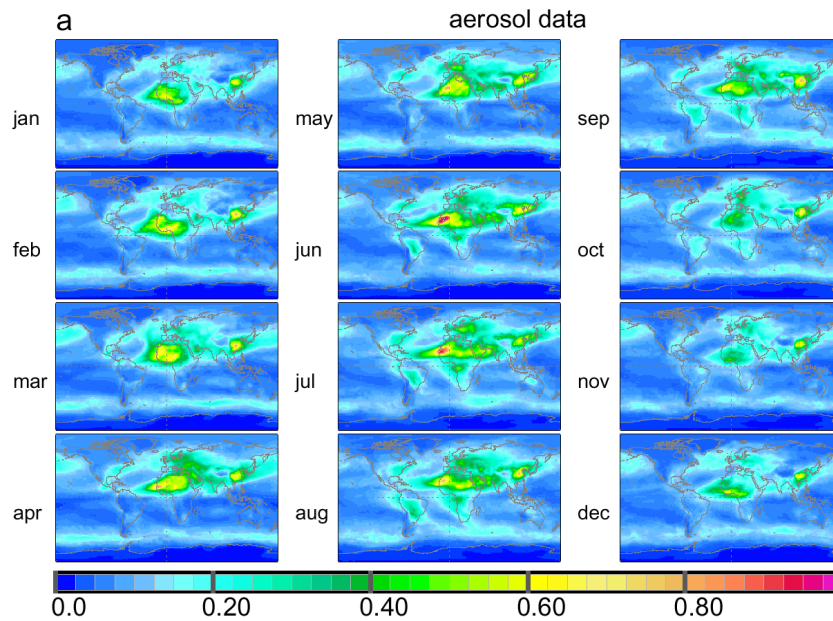 a
aerosol data
jan
may
sep
feb
jun
oct
mar
jul
nov
apr
aug
dec
0.0 0.20 0.40 0.60 0.80